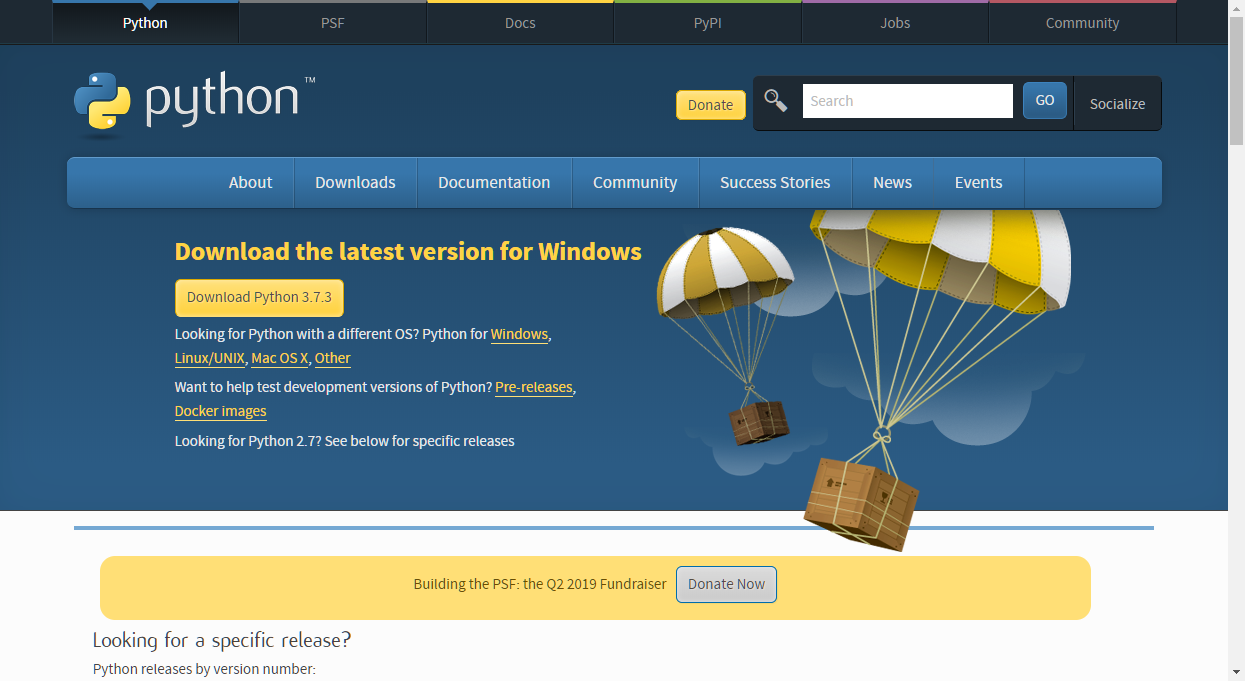 Python PSF Docs PyPI Jobs Community
python™
Donate Search GO Socialize
About Downloads Documentation Community Success Stories News Events
Download the latest version for Windows
Download Python 3.7.3
Looking for Python with a different OS? Python for Windows,
Linux/UNIX, Mac OS X, Other
Want to help test development versions of Python? Pre-releases,
Docker images
Looking for Python 2.7? See below for specific releases
Building the PSF: the Q2 2019 Fundraiser Donate Now
Looking for a specific release?
Python releases by version number: